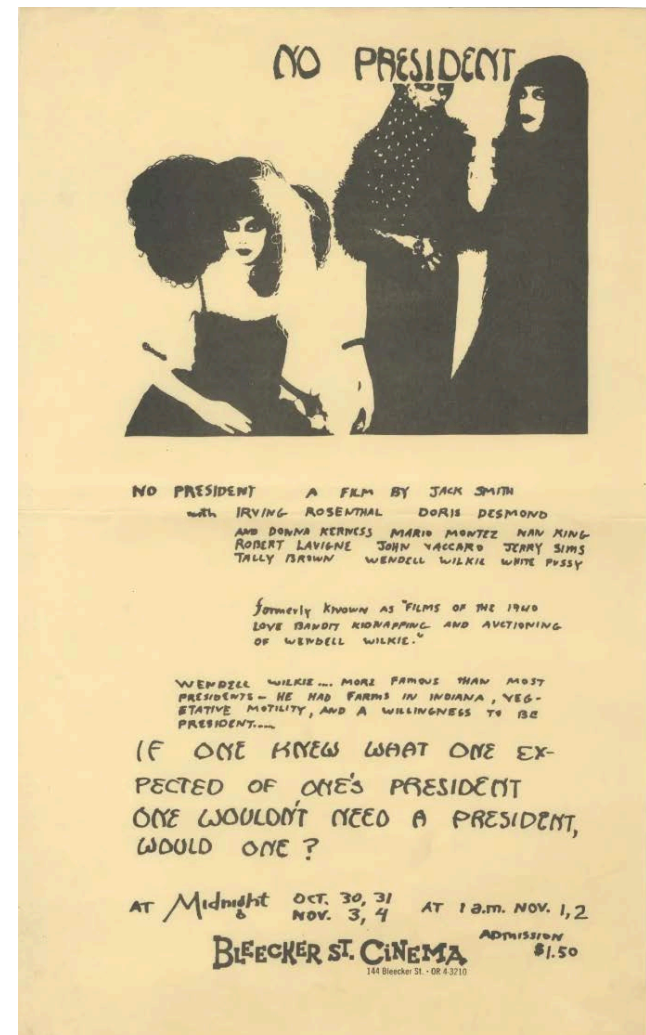 NO PRESIDENT
NO PRESIDENT A FILM BY JACK SMITH
with IRVING ROSENTHAL DORIS DESMOND
AND DONNA KERNESS MARIO MONTEZ NAN KING
ROBERT LAVIGNE JOHN VACCARO JERRY SIMS
TALLY BROWN WENDELL WILKIE WHITE PUSSY
formerly KNOWN AS "FILMS OF THE 1940
LOVE BANDIT KIDNAPPING AND AUCTIONING
OF WENDELL WILKIE."
WENDELL WILKIE.... MORE FAMOUS THAN MOST
PRESIDENTS - HE HAD FARMS IN INDIANA, VEG-
ETATIVE MOTILITY, AND A WILLINGNESS TO BE
PRESIDENT....
IF ONE KNEW WHAT ONE EX-
PECTED OF ONE'S PRESIDENT
ONE WOULDN'T NEED A PRESIDENT,
WOULD ONE?
AT Midnight OCT. 30, 31 AT 1 a.m. NOV. 1, 2
& NOV. 3, 4
ADMISSION
BLEECKER ST. CINEMA $1.50
144 Bleecker St. - OR 4-3210